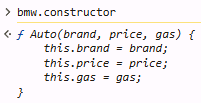 > bmw.constructor
<· ƒ Auto(brand, price, gas) {
    this.brand = brand;
    this.price = price;
    this.gas = gas;
}